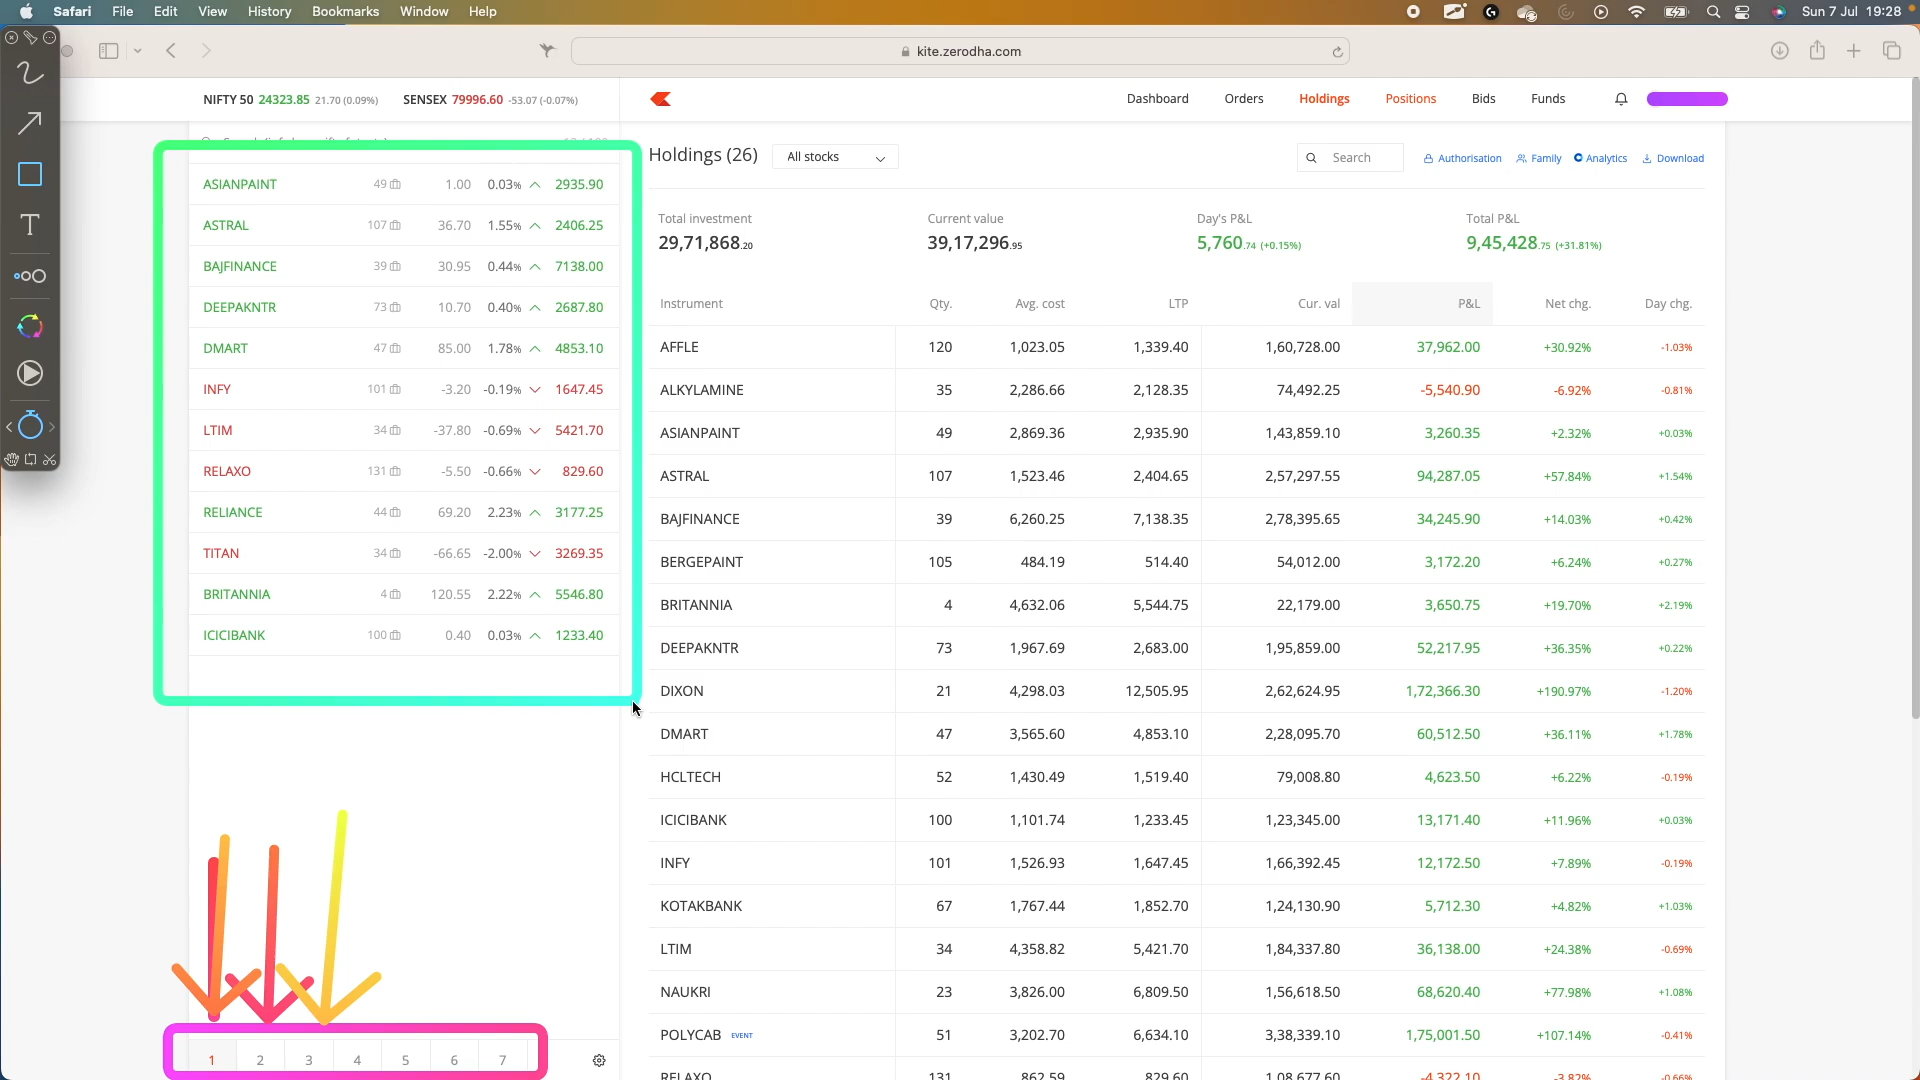 Safari File Edit View History Bookmarks Window Help Sun 7 Jul 19:28
kite.zerodha.com
NIFTY 50 24323.85 21.70 (0.09%) SENSEX 79996.60 -53.07 (-0.07%)
Dashboard Orders Holdings Positions Bids Funds
ASIANPAINT 49 1.00 0.03% 2935.90
ASTRAL 107 36.70 1.55% 2406.25
BAJFINANCE 39 30.95 0.44% 7138.00
DEEPAKNTR 73 10.70 0.40% 2687.80
DMART 47 85.00 1.78% 4853.10
INFY 101 -3.20 -0.19% 1647.45
LTIM 34 -37.80 -0.69% 5421.70
RELAXO 131 -5.50 -0.66% 829.60
RELIANCE 44 69.20 2.23% 3177.25
TITAN 34 -66.65 -2.00% 3269.35
BRITANNIA 4 120.55 2.22% 5546.80
ICICIBANK 100 0.40 0.03% 1233.40
1 2 3 4 5 6 7
Holdings (26) All stocks Search Authorisation Family Analytics Download
Total investment Current value Day's P&L Total P&L
29,71,868.20 39,17,296.95 5,760.74 (+0.15%) 9,45,428.75 (+31.81%)
Instrument Qty. Avg. cost LTP Cur. val P&L Net chg. Day chg.
AFFLE 120 1,023.05 1,339.40 1,60,728.00 37,962.00 +30.92% -1.03%
ALKYLAMINE 35 2,286.66 2,128.35 74,492.25 -5,540.90 -6.92% -0.81%
ASIANPAINT 49 2,869.36 2,935.90 1,43,859.10 3,260.35 +2.32% +0.03%
ASTRAL 107 1,523.46 2,404.65 2,57,297.55 94,287.05 +57.84% +1.54%
BAJFINANCE 39 6,260.25 7,138.35 2,78,395.65 34,245.90 +14.03% +0.42%
BERGEPAINT 105 484.19 514.40 54,012.00 3,172.20 +6.24% +0.27%
BRITANNIA 4 4,632.06 5,544.75 22,179.00 3,650.75 +19.70% +2.19%
DEEPAKNTR 73 1,967.69 2,683.00 1,95,859.00 52,217.95 +36.35% +0.22%
DIXON 21 4,298.03 12,505.95 2,62,624.95 1,72,366.30 +190.97% -1.20%
DMART 47 3,565.60 4,853.10 2,28,095.70 60,512.50 +36.11% +1.78%
HCLTECH 52 1,430.49 1,519.40 79,008.80 4,623.50 +6.22% -0.19%
ICICIBANK 100 1,101.74 1,233.45 1,23,345.00 13,171.40 +11.96% +0.03%
INFY 101 1,526.93 1,647.45 1,66,392.45 12,172.50 +7.89% -0.19%
KOTAKBANK 67 1,767.44 1,852.70 1,24,130.90 5,712.30 +4.82% +1.03%
LTIM 34 4,358.82 5,421.70 1,84,337.80 36,138.00 +24.38% -0.69%
NAUKRI 23 3,826.00 6,809.50 1,56,618.50 68,620.40 +77.98% +1.08%
POLYCAB EVENT 51 3,202.70 6,634.10 3,38,339.10 1,75,001.50 +107.14% -0.41%
RELAXO 131 862.59 829.60 1,08,677.60 -4,322.10 -3.82% -0.66%